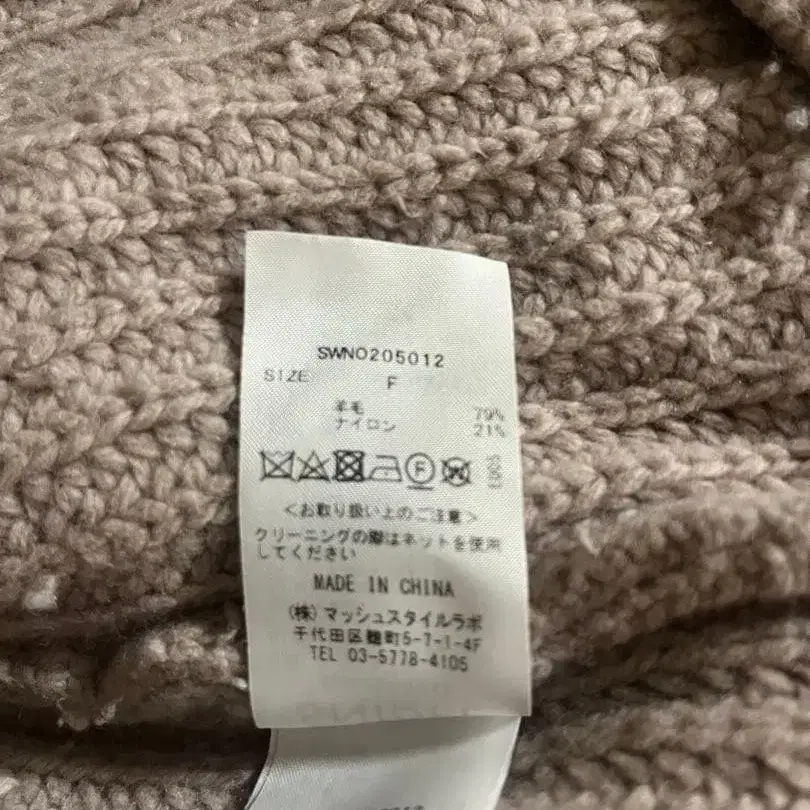 SWNO205012
SIZE F
羊毛 79%
ナイロン 21%
F
<お取り扱い上のご注意>
クリーニングの際はネットを使用
してください
MADE IN CHINA
(株)マッシュスタイルラボ
千代田区麹町5-7-1-4F
TEL 03-5778-4105